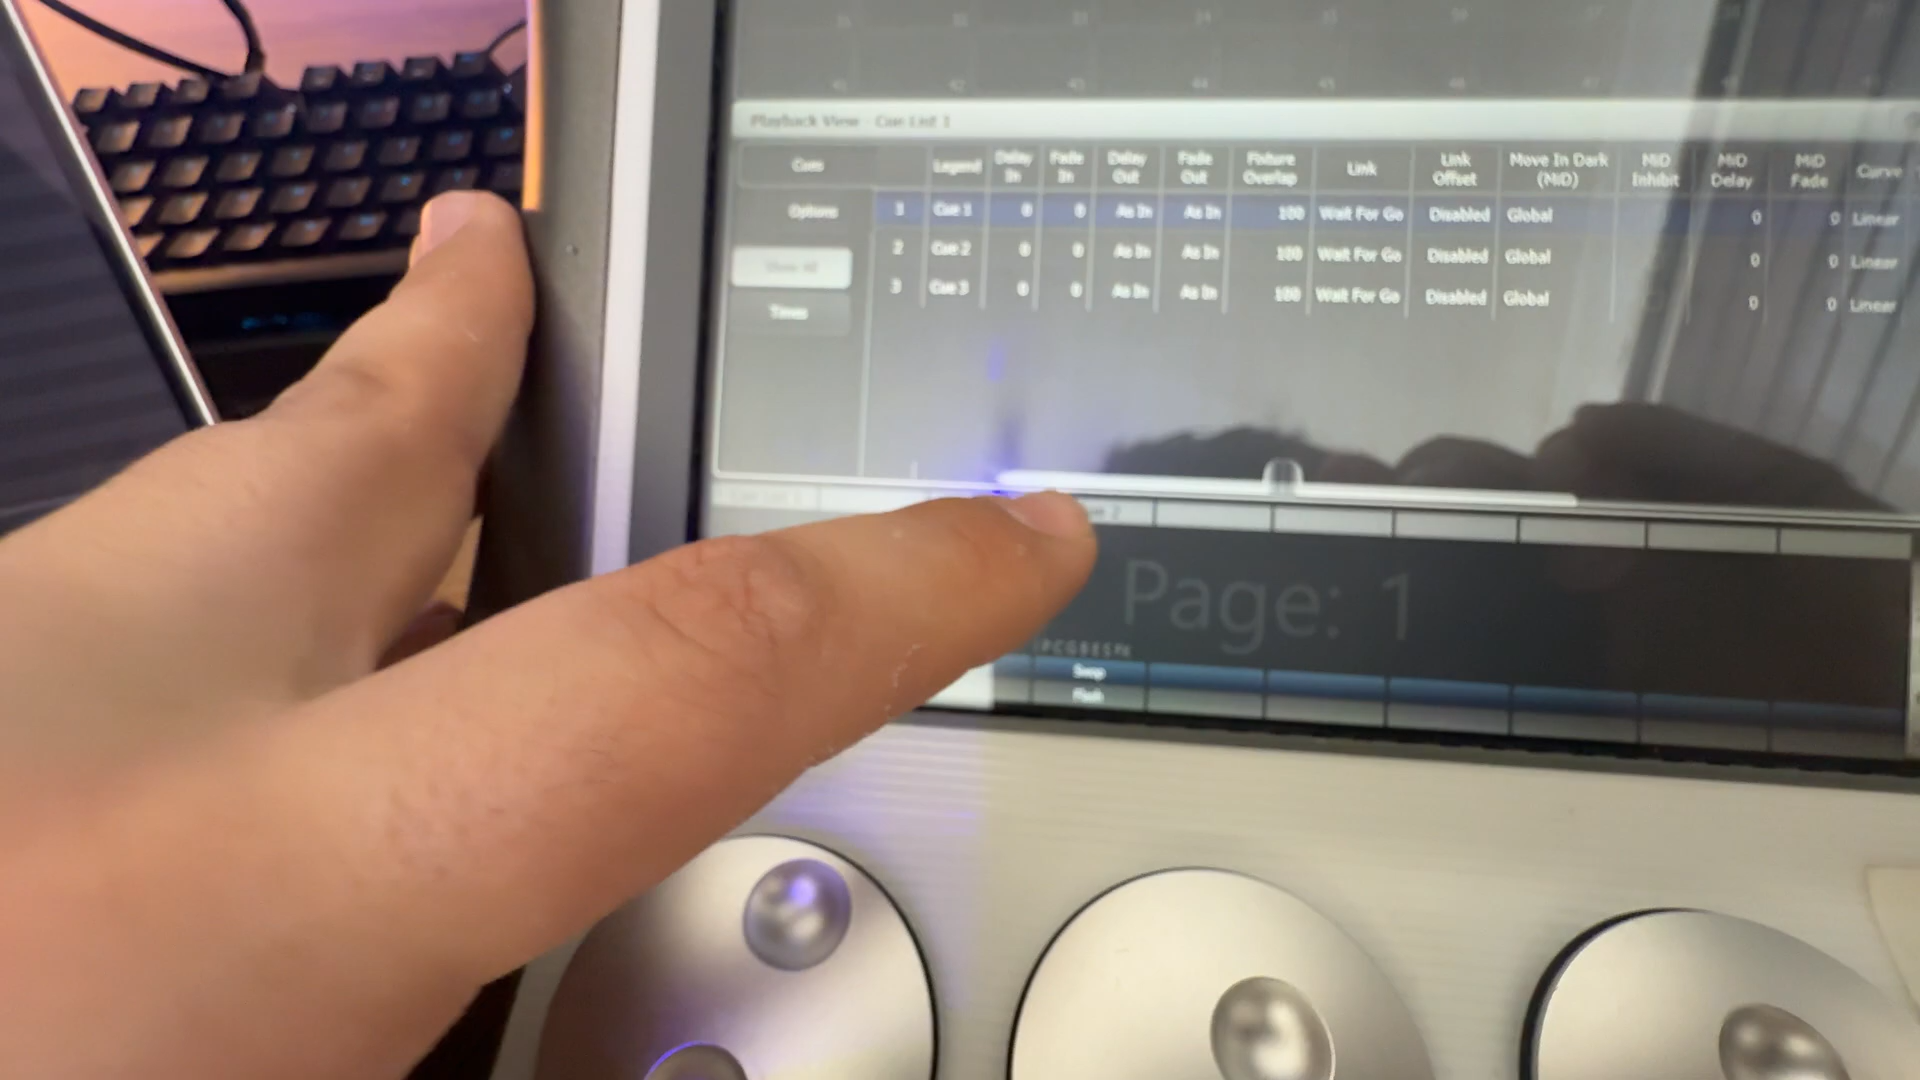 Playback View - Cue List 1
Cues Legend Delay In Fade In Delay Out Fade Out Fixture Overlap Link Link Offset Move In Dark (MiD) MiD Inhibit MiD Delay MiD Fade Curve
Options
1 Cue 1 0 0 As In As In 100 Wait For Go Disabled Global 0 0 Linear
2 Cue 2 0 0 As In As In 100 Wait For Go Disabled Global 0 0 Linear
3 Cue 3 0 0 As In As In 100 Wait For Go Disabled Global 0 0 Linear
Show All
Times
Page: 1
IPCGBESFX
Swop
Flash